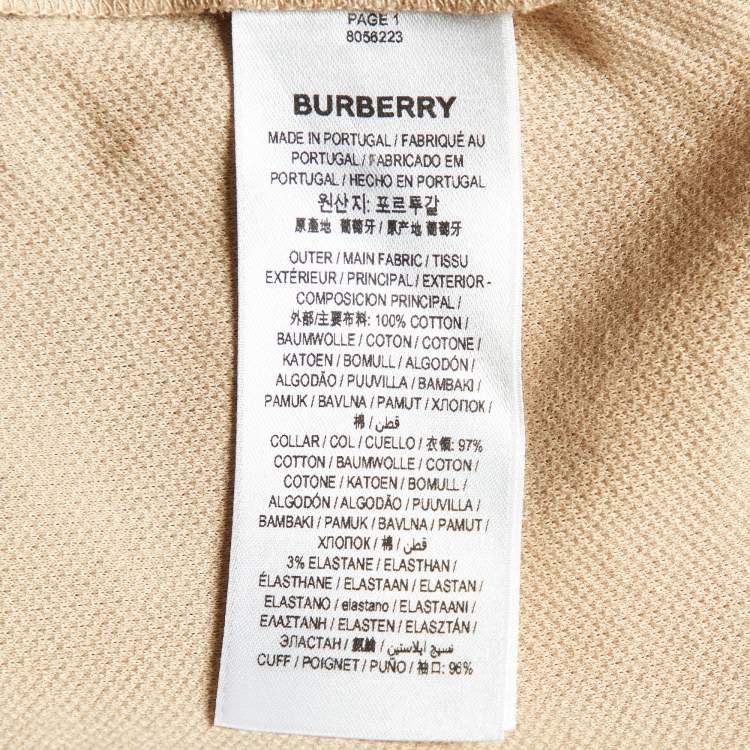 PAGE 1
8056223
BURBERRY
MADE IN PORTUGAL / FABRIQUÉ AU
PORTUGAL / FABRICADO EM
PORTUGAL / HECHO EN PORTUGAL
원산지: 포르투갈
原產地 葡萄牙 / 原产地 葡萄牙
OUTER / MAIN FABRIC / TISSU
EXTÉRIEUR / PRINCIPAL / EXTERIOR -
COMPOSICION PRINCIPAL /
外部/主要布料: 100% COTTON /
BAUMWOLLE / COTON / COTONE /
KATOEN / BOMULL / ALGODÓN /
ALGODÃO / PUUVILLA / BAMBAKI /
PAMUK / BAVLNA / PAMUT / ХЛОПОК /
棉 / قطن /
COLLAR / COL / CUELLO / 衣領: 97%
COTTON / BAUMWOLLE / COTON /
COTONE / KATOEN / BOMULL /
ALGODÓN / ALGODÃO / PUUVILLA /
BAMBAKI / PAMUK / BAVLNA / PAMUT /
ХЛОПОК / 棉 / قطن /
3% ELASTANE / ELASTHAN /
ÉLASTHANE / ELASTAAN / ELASTAN /
ELASTANO / elastano / ELASTAANI /
ΕΛΑΣΤΑΝΗ / ELASTEN / ELASZTÁN /
ЭЛАСТАН / 氨綸 / نسيج ايلاستين /
CUFF / POIGNET / PUÑO / 袖口: 96%